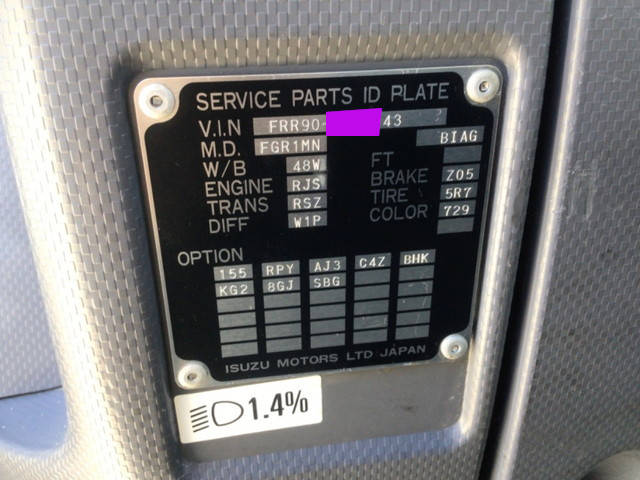 SERVICE PARTS ID PLATE
V.I.N FRR90- 43
M.D. FGR1MN BIAG
W/B 48W FT
ENGINE RJS BRAKE Z05
TRANS RSZ TIRE 5R7
DIFF W1P COLOR 729
OPTION
155 RPY AJ3 C4Z BHK
KG2 8GJ SBG
ISUZU MOTORS LTD JAPAN
1.4%